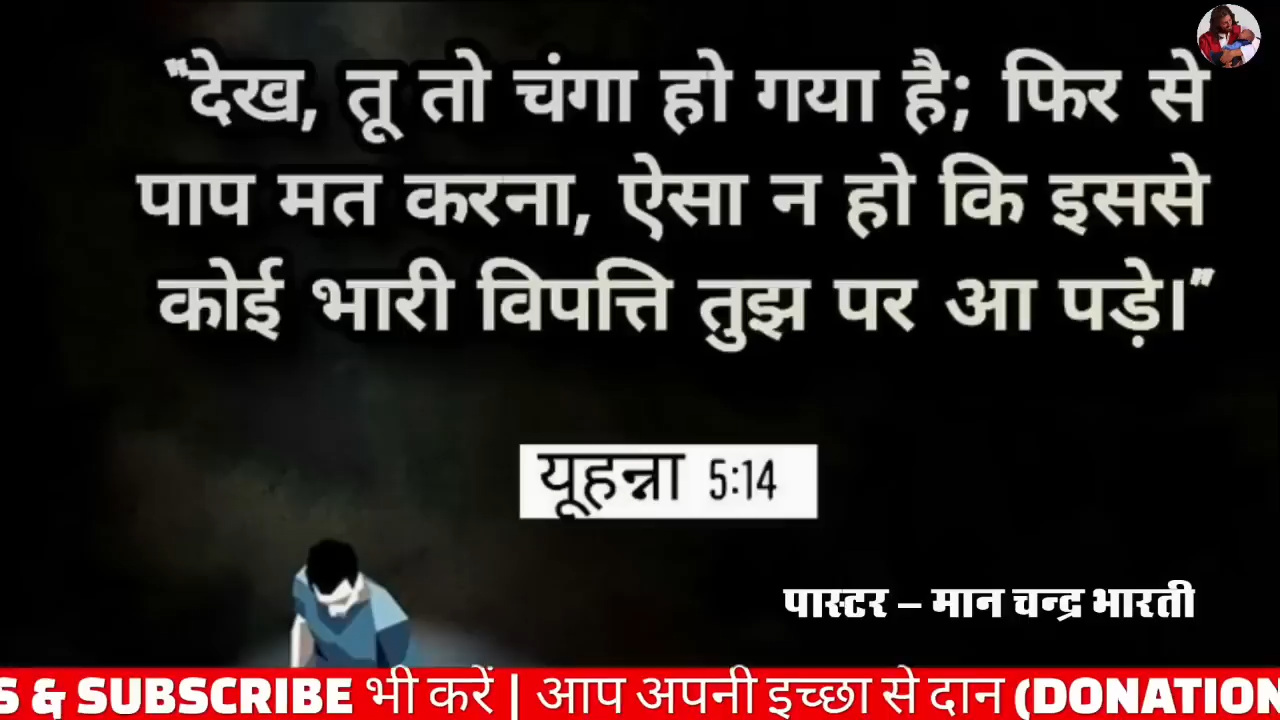 "देख, तू तो चंगा हो गया है; फिर से
पाप मत करना, ऐसा न हो कि इससे
कोई भारी विपत्ति तुझ पर आ पड़े।"
यूहन्ना 5:14
पास्टर – मान चन्द्र भारती
S & SUBSCRIBE भी करें | आप अपनी इच्छा से दान (DONATION